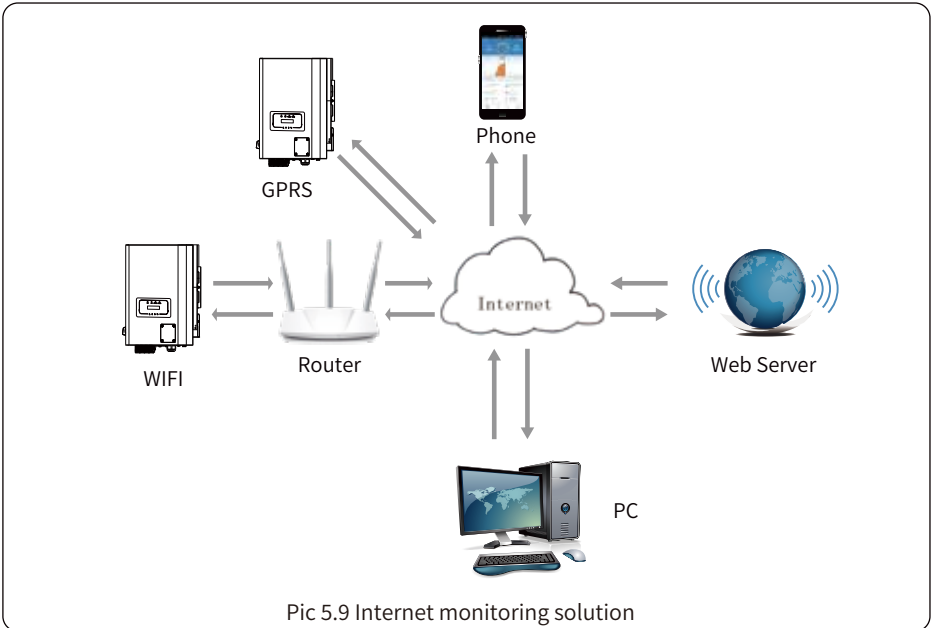 Phone
GPRS
Internet
WIFI
Router
Web Server
PC
Pic 5.9 Internet monitoring solution